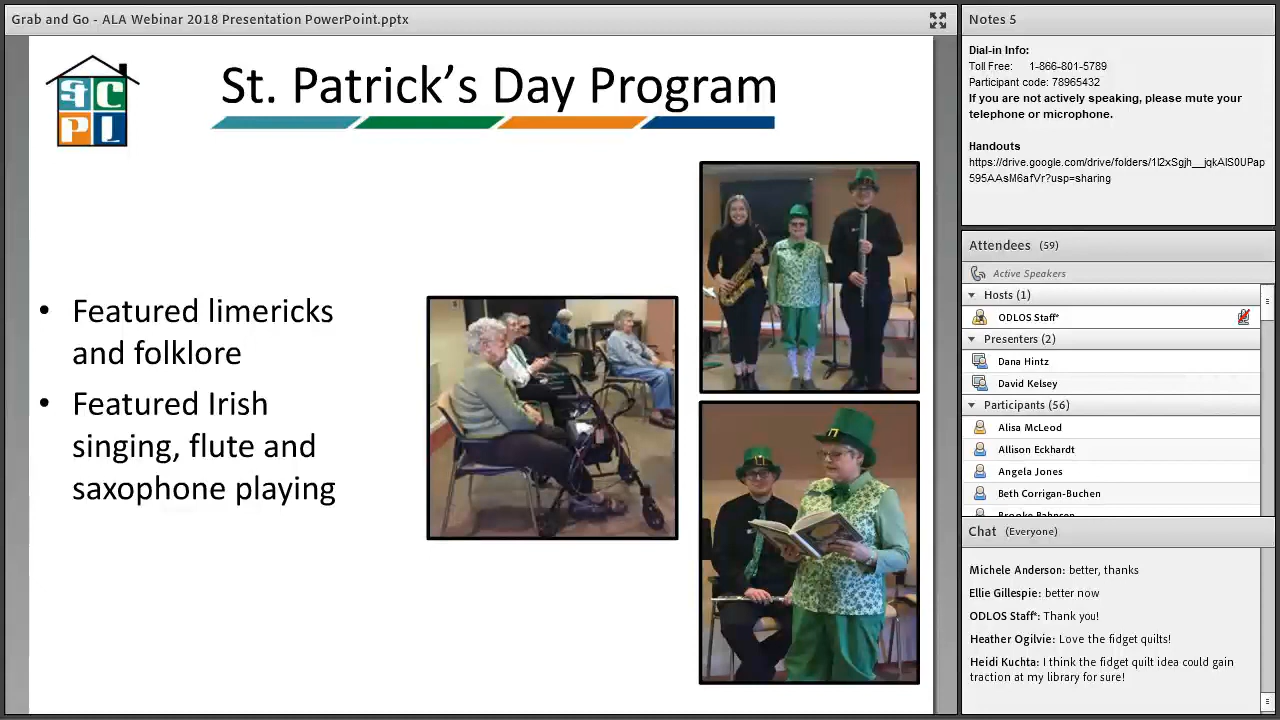 Grab and Go - ALA Webinar 2018 Presentation PowerPoint.pptx
SC
PL
St. Patrick's Day Program
• Featured limericks
and folklore
• Featured Irish
singing, flute and
saxophone playing
Notes 5
Dial-in Info:
Toll Free: 1-866-801-5789
Participant code: 78965432
If you are not actively speaking, please mute your
telephone or microphone.
Handouts
https://drive.google.com/drive/folders/1I2xSgjh__jqkAIS0UPap
595AAsM6afVr?usp=sharing
Attendees (59)
Active Speakers
Hosts (1)
ODLOS Staff*
Presenters (2)
Dana Hintz
David Kelsey
Participants (56)
Alisa McLeod
Allison Eckhardt
Angela Jones
Beth Corrigan-Buchen
Chat (Everyone)
Michele Anderson: better, thanks
Ellie Gillespie: better now
ODLOS Staff*: Thank you!
Heather Ogilvie: Love the fidget quilts!
Heidi Kuchta: I think the fidget quilt idea could gain
traction at my library for sure!